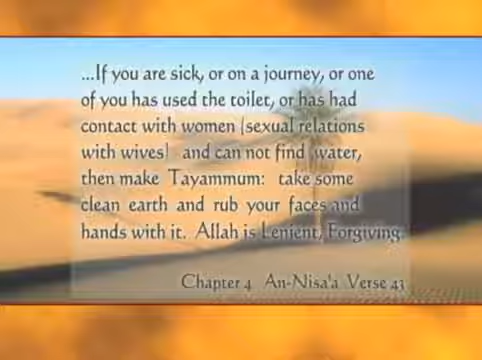 ...If you are sick, or on a journey, or one
of you has used the toilet, or has had
contact with women (sexual relations
with wives) and can not find water,
then make Tayammum: take some
clean earth and rub your faces and
hands with it. Allah is Lenient, Forgiving.
Chapter 4 An-Nisa'a Verse 43